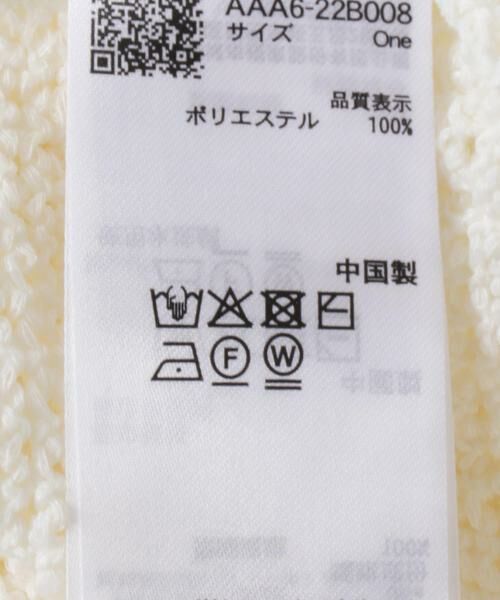 AAA6-22B008
サイズ One
品質表示
ポリエステル 100%
中国製
F W